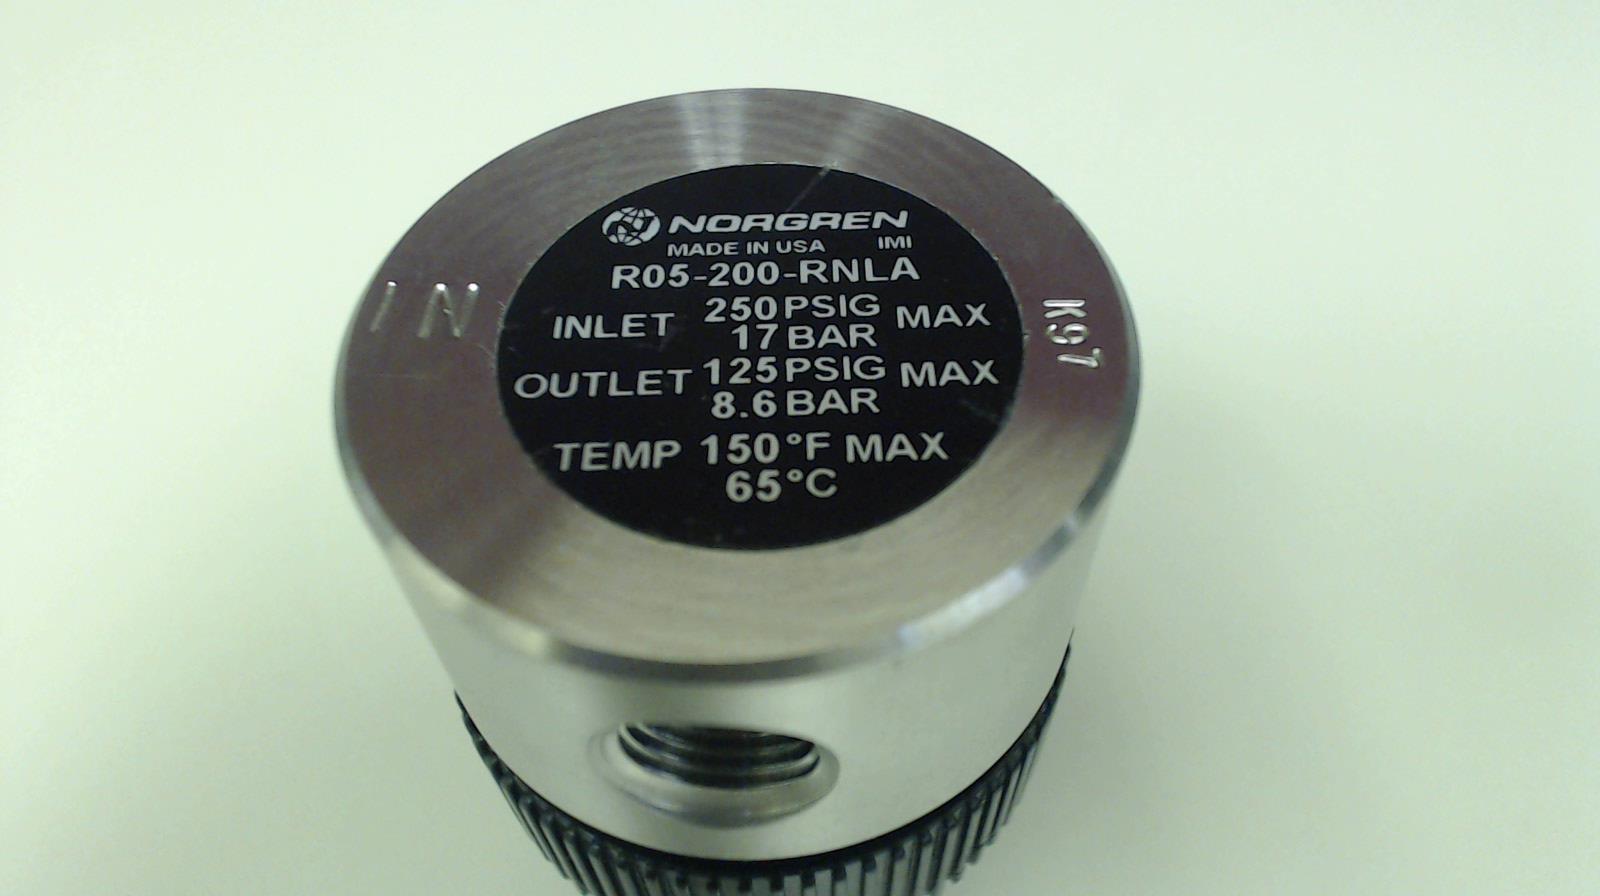 NORGREN
MADE IN USA IMI
R05-200-RNLA
INLET 250 PSIG MAX
17 BAR
OUTLET 125 PSIG MAX
8.6 BAR
TEMP 150°F MAX
65°C
IN
K97